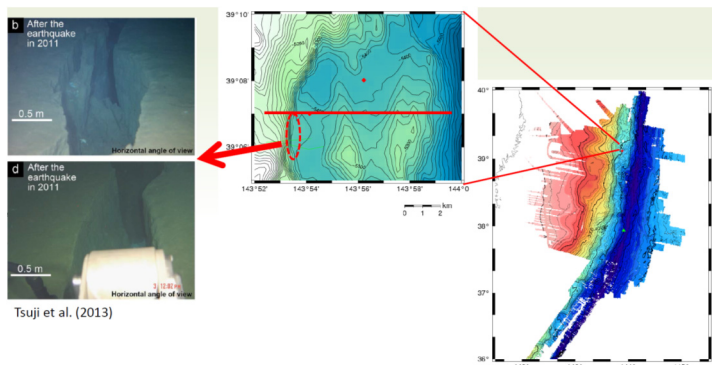 b After the
earthquake
in 2011
0.5 m
Horizontal angle of view
d After the
earthquake
in 2011
0.5 m
Horizontal angle of view
Tsuji et al. (2013)
39°10'
39°08'
39°06'
143°52'
143°54'
143°56'
143°58'
144°0'
km
0 1 2
40°
39°
38°
37°
36°